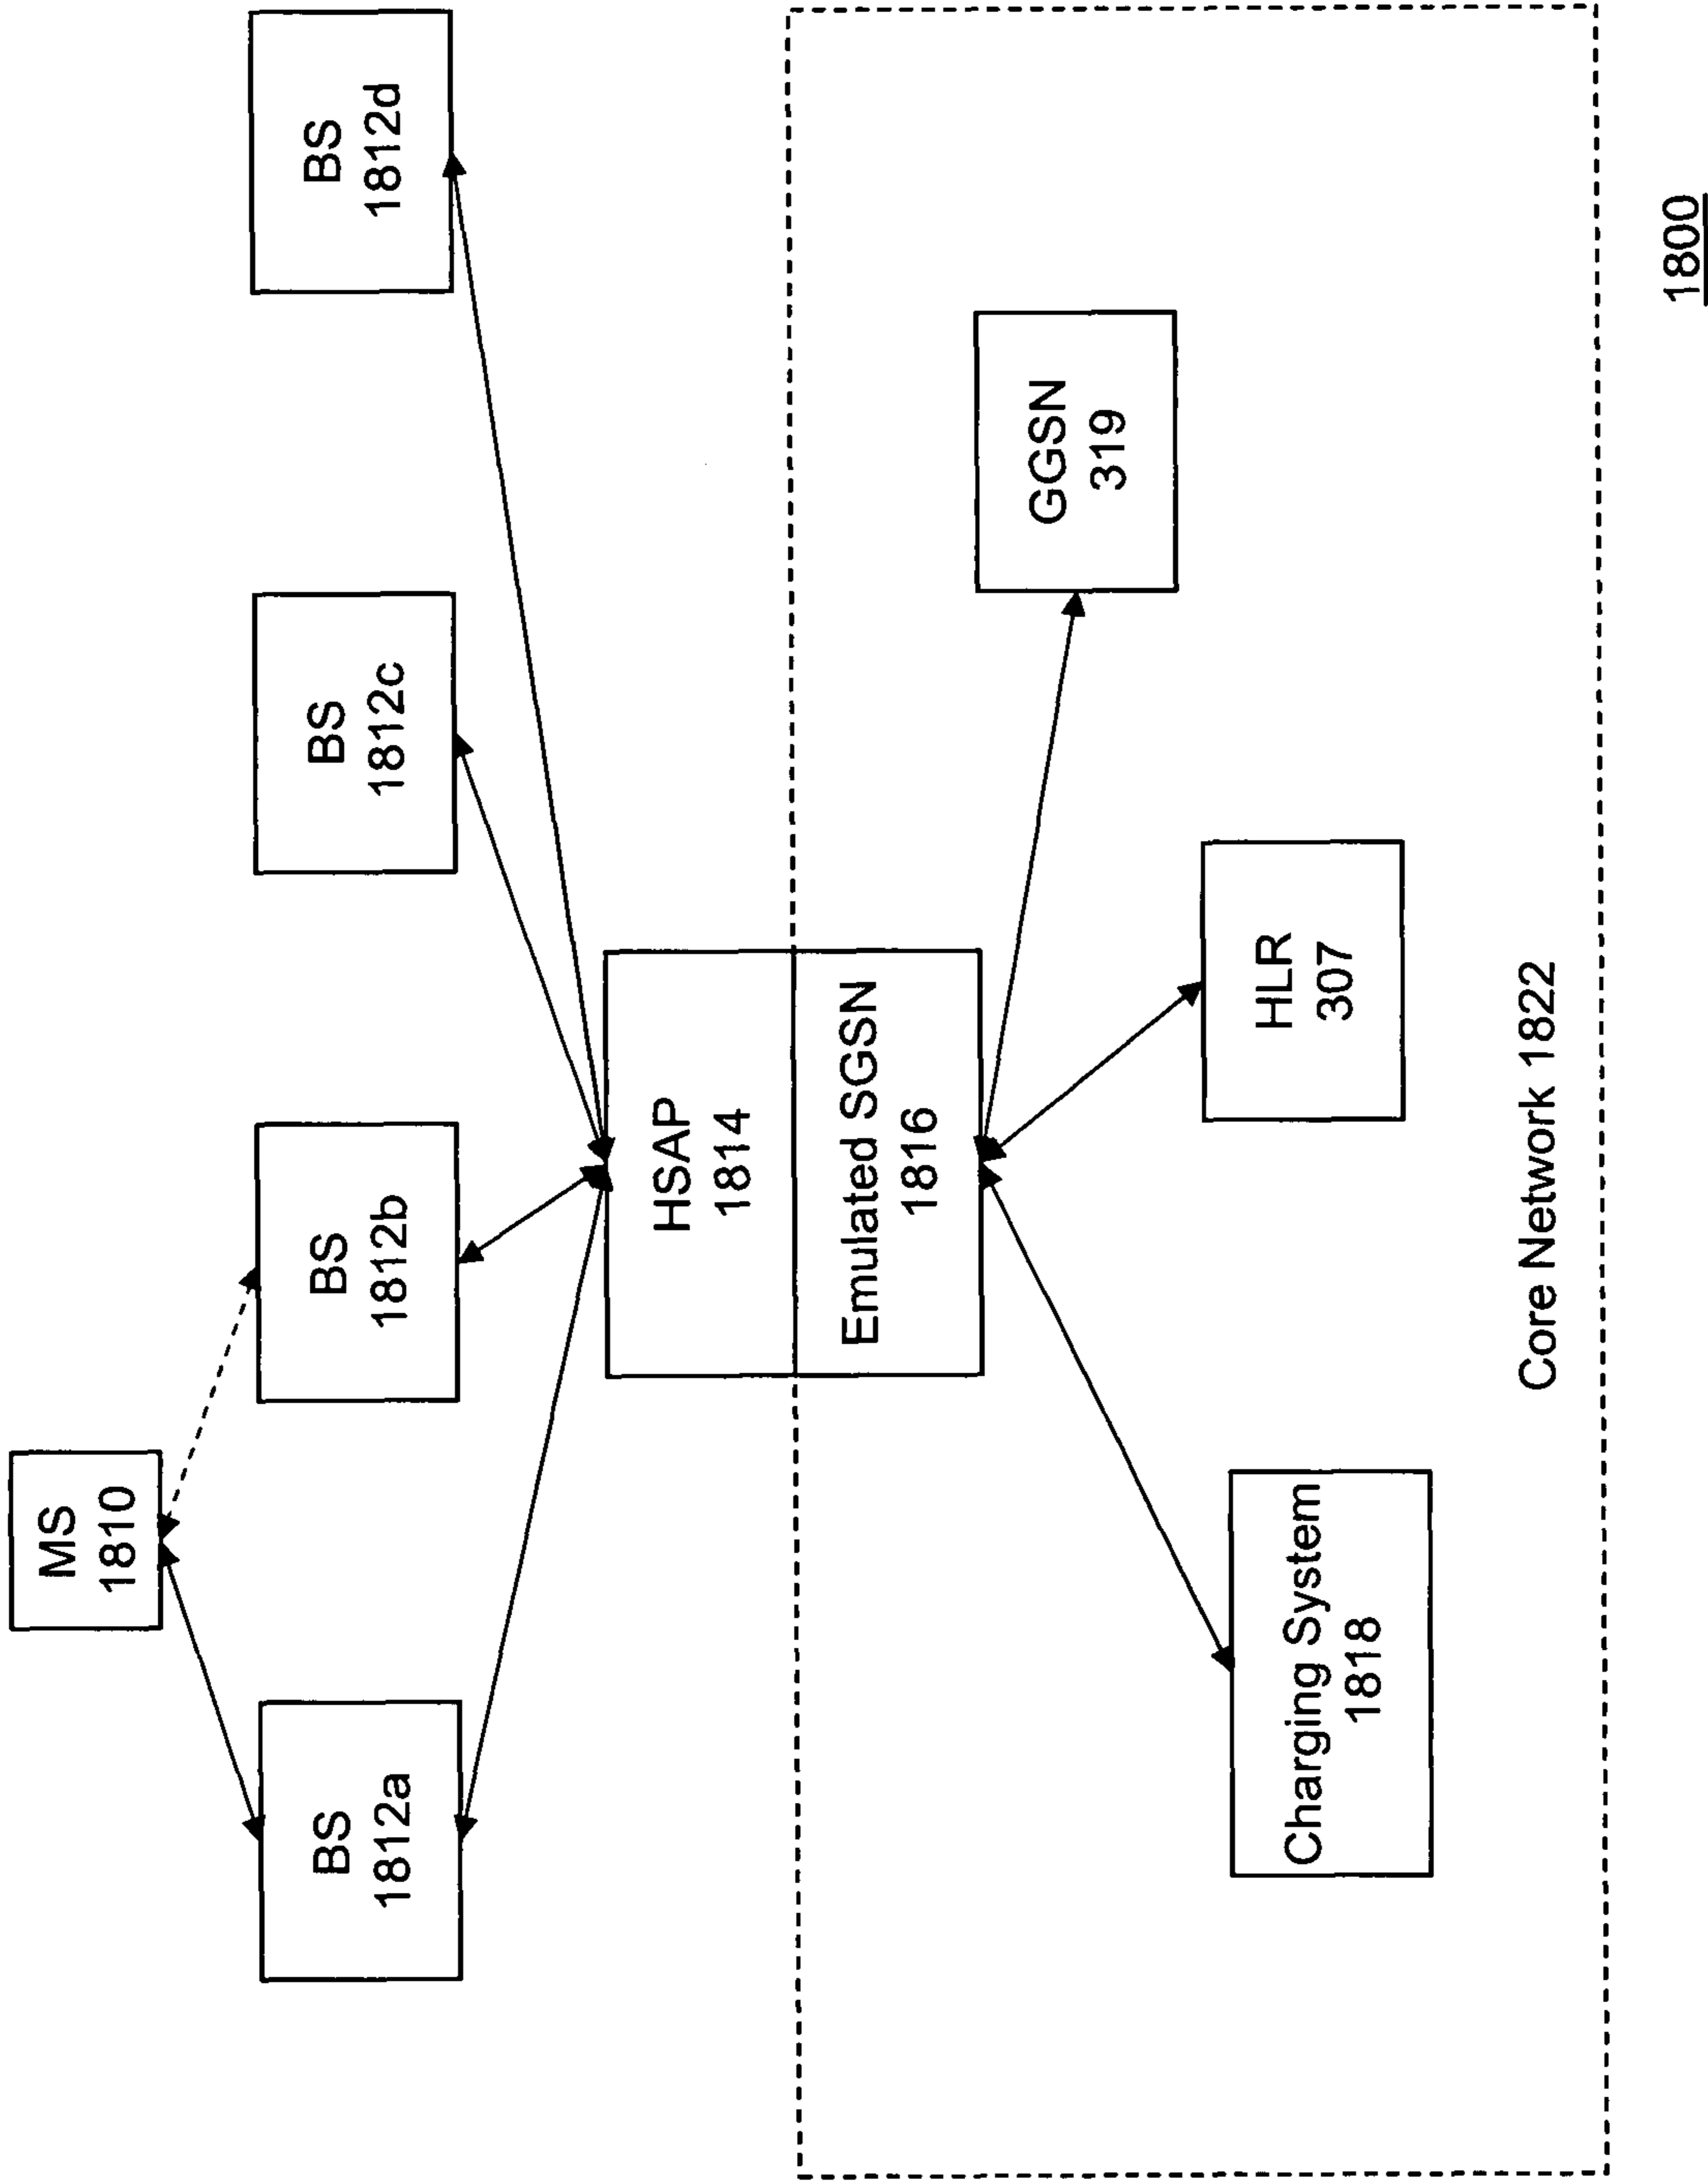 MS
1810
BS
1812a
BS
1812b
BS
1812c
BS
1812d
HSAP
1814
Emulated SGSN
1816
GGSN
319
HLR
307
Charging System
1818
Core Network 1822
1800